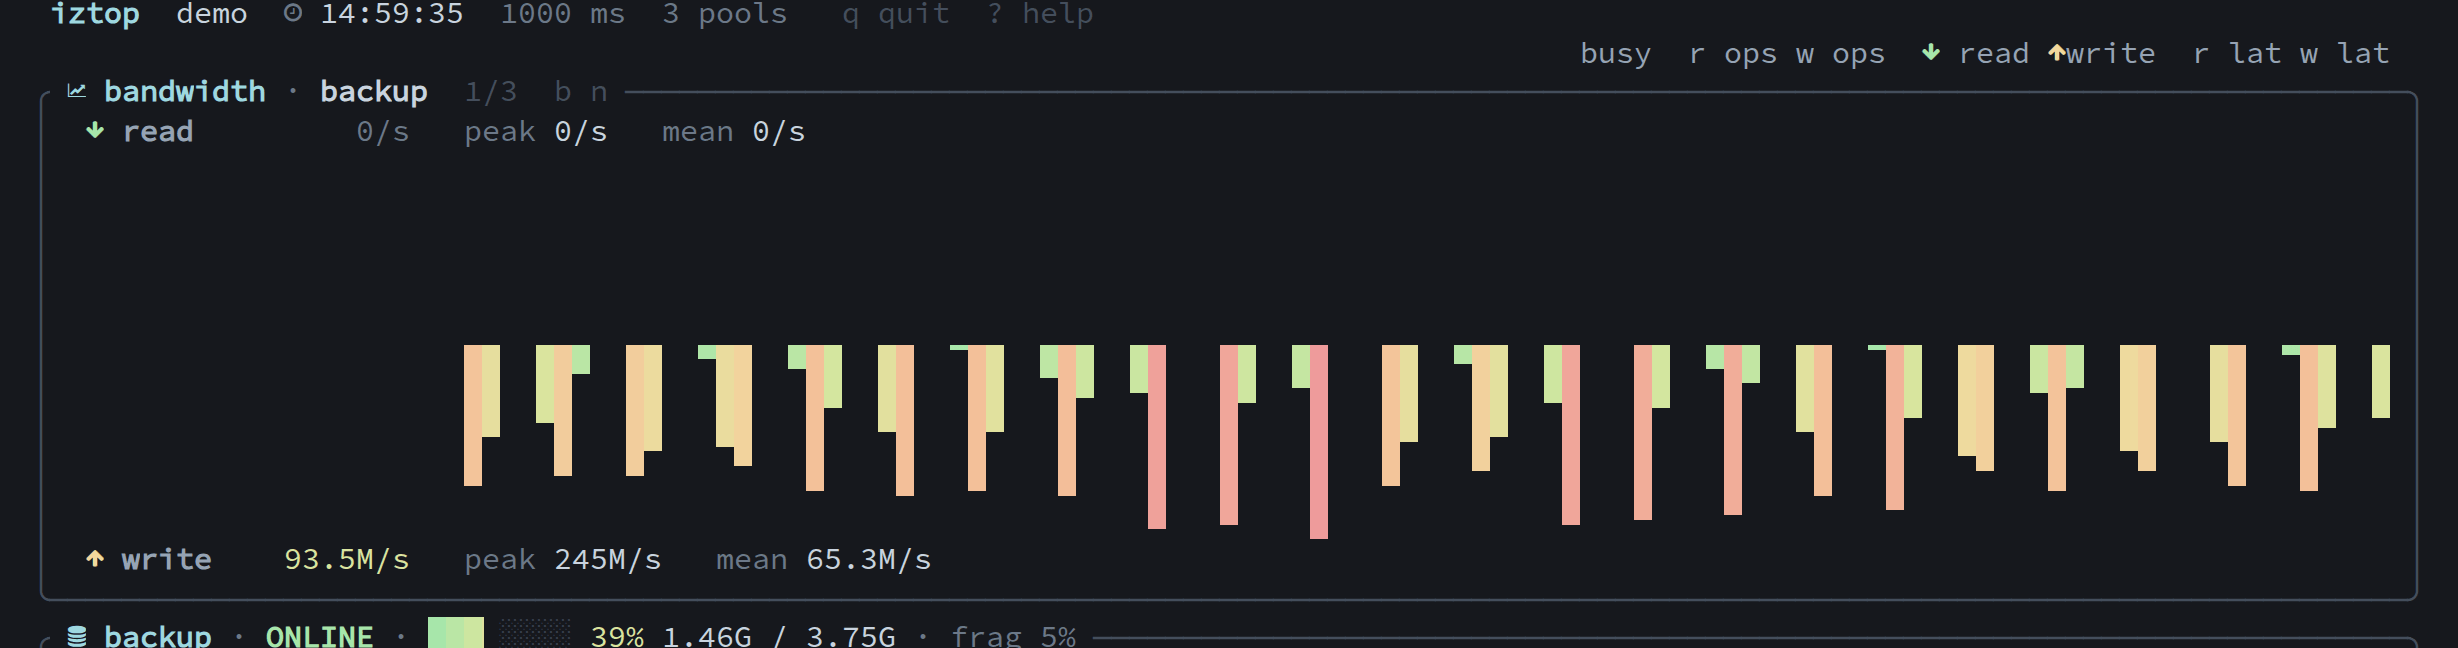 iztop demo 14:59:35 1000 ms 3 pools q quit ? help
busy r ops w ops ↓ read ↑write r lat w lat
bandwidth · backup 1/3 b n
↓ read 0/s peak 0/s mean 0/s
↑ write 93.5M/s peak 245M/s mean 65.3M/s
backup · ONLINE · 39% 1.46G / 3.75G · frag 5%